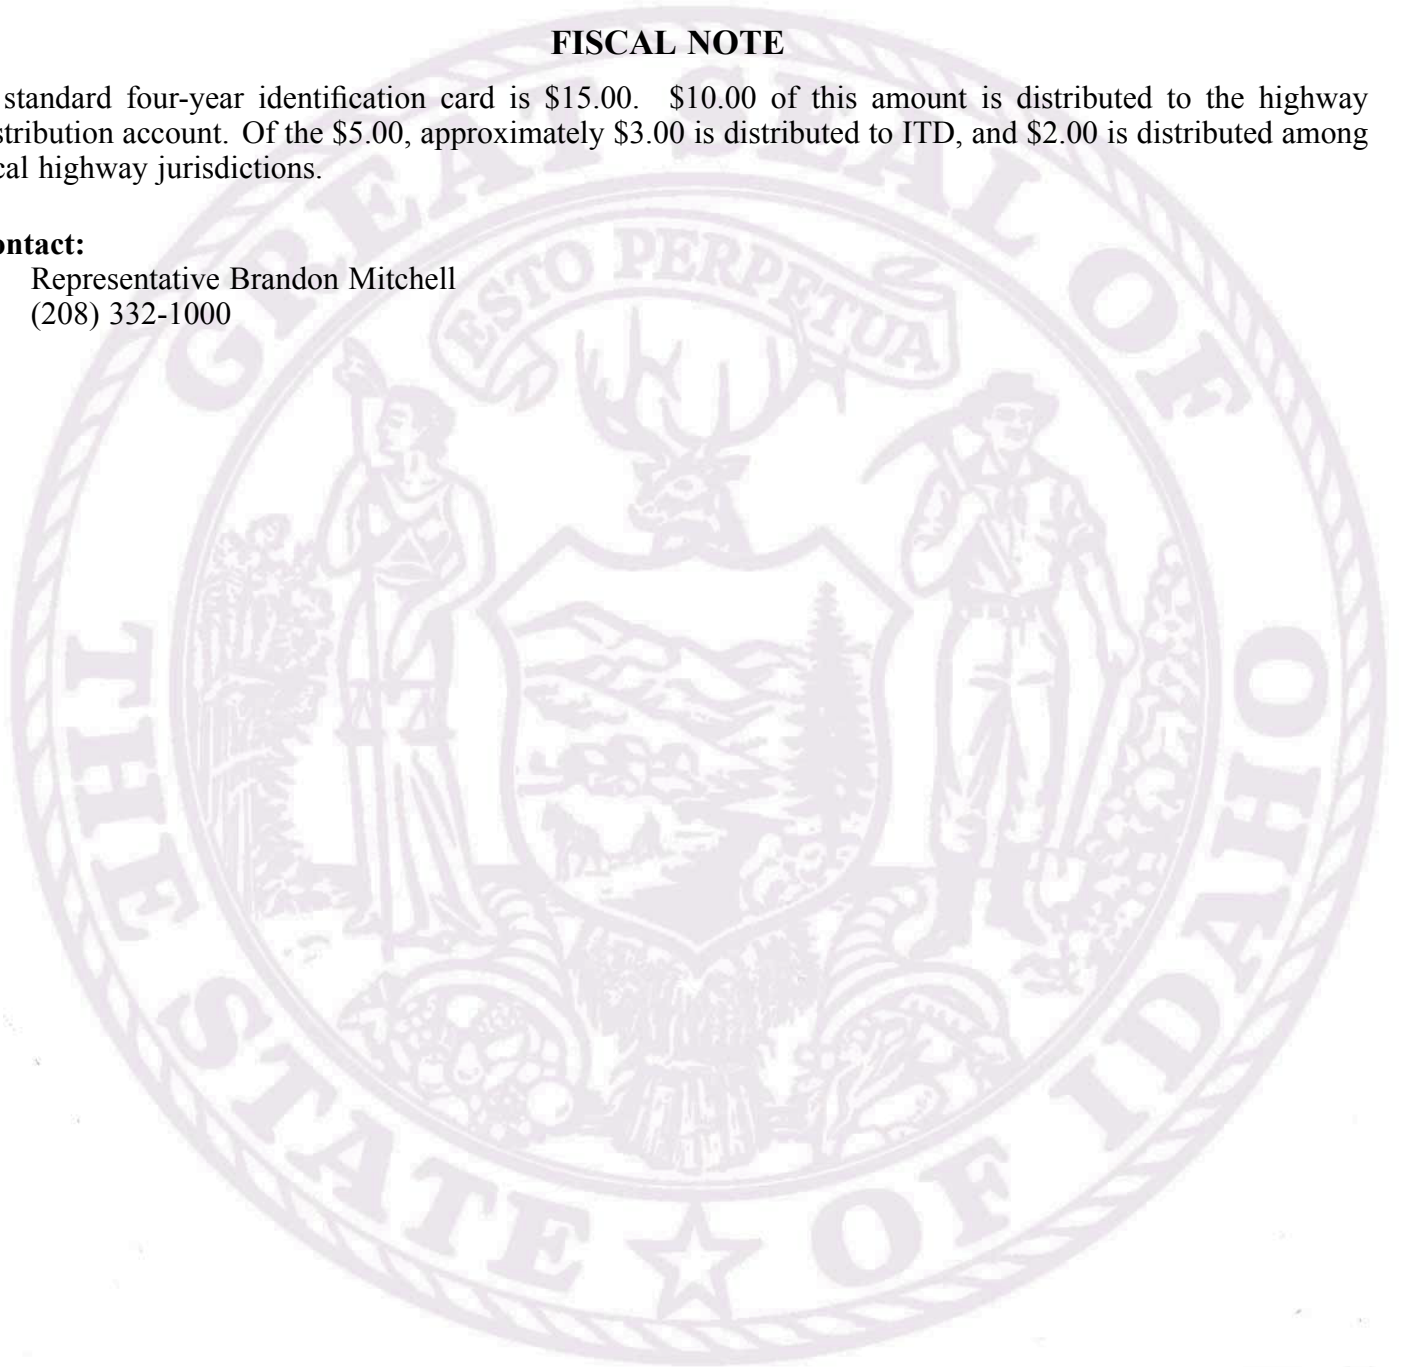 FISCAL NOTE
standard four-year identification card is $15.00. $10.00 of this amount is distributed to the highway
stribution account. Of the $5.00, approximately $3.00 is distributed to ITD, and $2.00 is distributed among
cal highway jurisdictions.
ontact:
Representative Brandon Mitchell
(208) 332-1000
GREAT SEAL OF
ESTO PERPETUA
THE STATE OF IDAHO